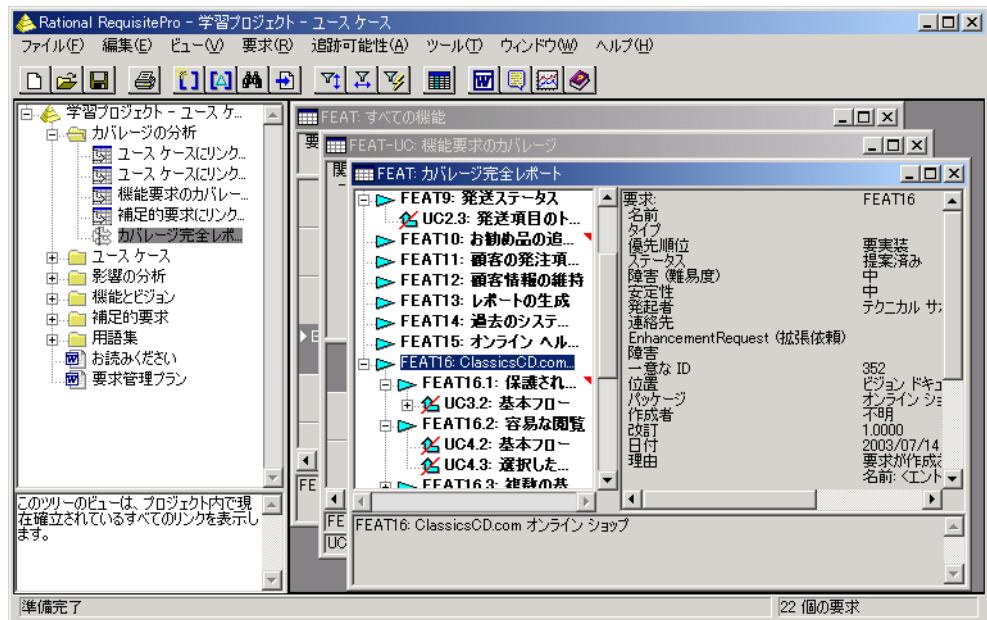 Rational RequisitePro - 学習プロジェクト - ユース ケース
ファイル(F) 編集(E) ビュー(V) 要求(R) 追跡可能性(A) ツール(T) ウィンドウ(W) ヘルプ(H)
学習プロジェクト - ユース ケ...
カバレージの分析
ユース ケースにリンク...
ユース ケースにリンク...
機能要求のカバレー...
補足的要求にリンク...
カバレージ完全レポ...
ユース ケース
影響の分析
機能とビジョン
補足的要求
用語集
お読みください
要求管理プラン
このツリーのビューは、プロジェクト内で現
在確立されているすべてのリンクを表示し
ます。
FEAT: すべての機能
要
FEAT-UC: 機能要求のカバレージ
関
FEAT: カバレージ完全レポート
FEAT9: 発送ステータス
UC2.3: 発送項目のト...
FEAT10: お勧め品の追...
FEAT11: 顧客の発注項...
FEAT12: 顧客情報の維持
FEAT13: レポートの生成
FEAT14: 過去のシステ...
FEAT15: オンライン ヘル...
FEAT16: ClassicsCD.com...
FEAT16.1: 保護され...
UC3.2: 基本フロー
FEAT16.2: 容易な閲覧
UC4.2: 基本フロー
UC4.3: 選択した...
FEAT16.3: 複数の基
要求: FEAT16
名前
タイプ
優先順位 要実装
ステータス 提案済み
障害 (難易度) 中
安定性 中
発起者 テクニカル サ
連絡先
EnhancementRequest (拡張依頼)
障害
一意な ID 352
位置 ビジョン ドキュ
パッケージ オンライン ショ
作成者 不明
改訂 1.0000
日付 2003/07/14
理由 要求が作成
名前: <エント
FE
FE
UC
FEAT16: ClassicsCD.com オンライン ショップ
準備完了
22 個の要求